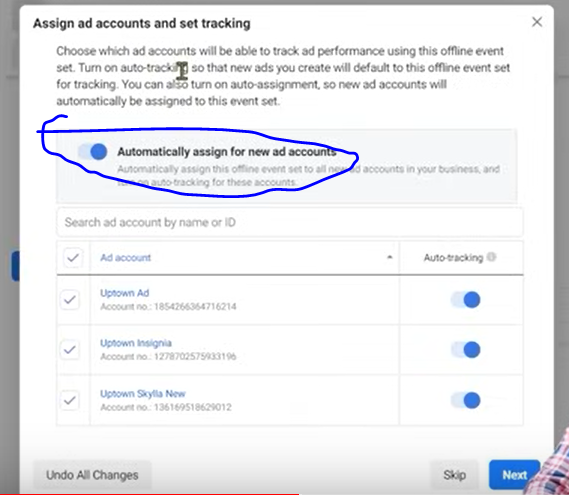 Assign ad accounts and set tracking
Choose which ad accounts will be able to track ad performance using this offline event
set. Turn on auto-tracking so that new ads you create will default to this offline event set
for tracking. You can also turn on auto-assignment, so new ad accounts will
automatically be assigned to this event set.
Automatically assign for new ad accounts
Automatically assign this offline event set to all new ad accounts in your business, and
turn on auto-tracking for these accounts.
Search ad account by name or ID
Ad account Auto-tracking
Uptown Ad
Account no.: 1854266364716214
Uptown Insignia
Account no.: 1278702575933196
Uptown Skylla New
Account no.: 136169518629012
Undo All Changes Skip Next